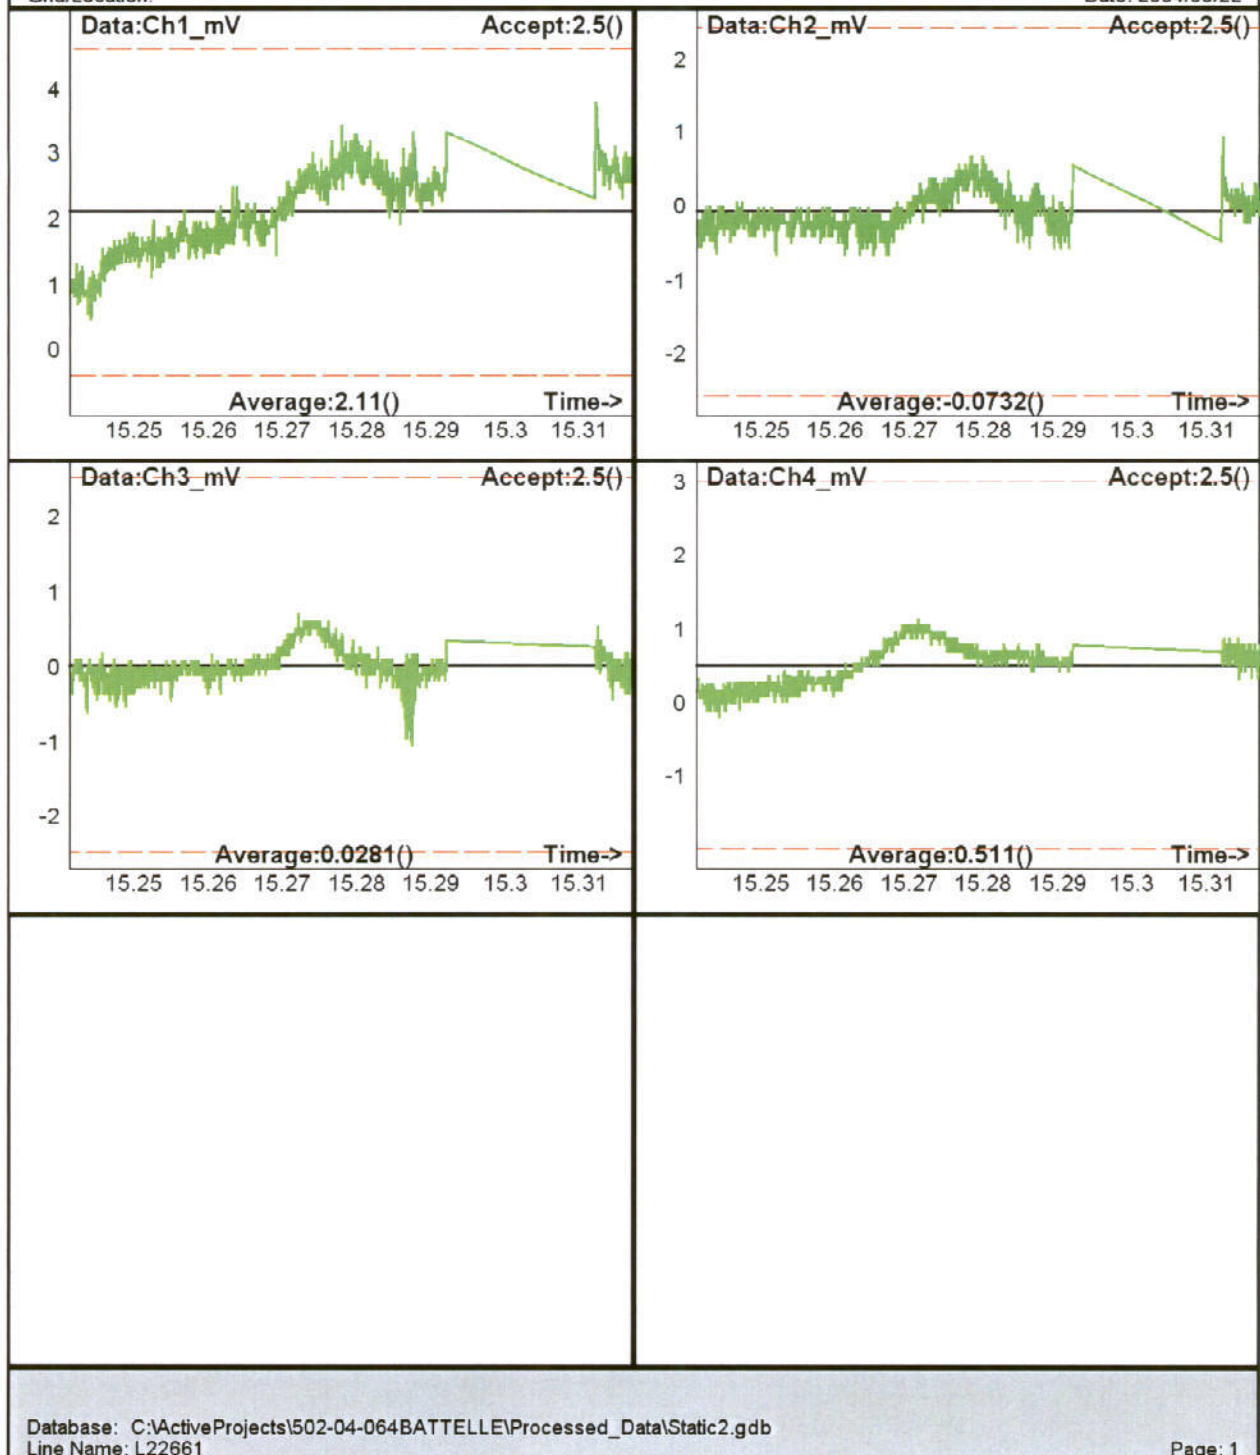 Data:Ch1_mV Accept:2.5()
4
3
2
1
0
Average:2.11() Time->
15.25 15.26 15.27 15.28 15.29 15.3 15.31
Data:Ch2_mV Accept:2.5()
2
1
0
-1
-2
Average:-0.0732() Time->
15.25 15.26 15.27 15.28 15.29 15.3 15.31
Data:Ch3_mV Accept:2.5()
2
1
0
-1
-2
Average:0.0281() Time->
15.25 15.26 15.27 15.28 15.29 15.3 15.31
Data:Ch4_mV Accept:2.5()
3
2
1
0
-1
Average:0.511() Time->
15.25 15.26 15.27 15.28 15.29 15.3 15.31
Database: C:\ActiveProjects\502-04-064BATTELLE\Processed_Data\Static2.gdb
Line Name: L22661 Page: 1